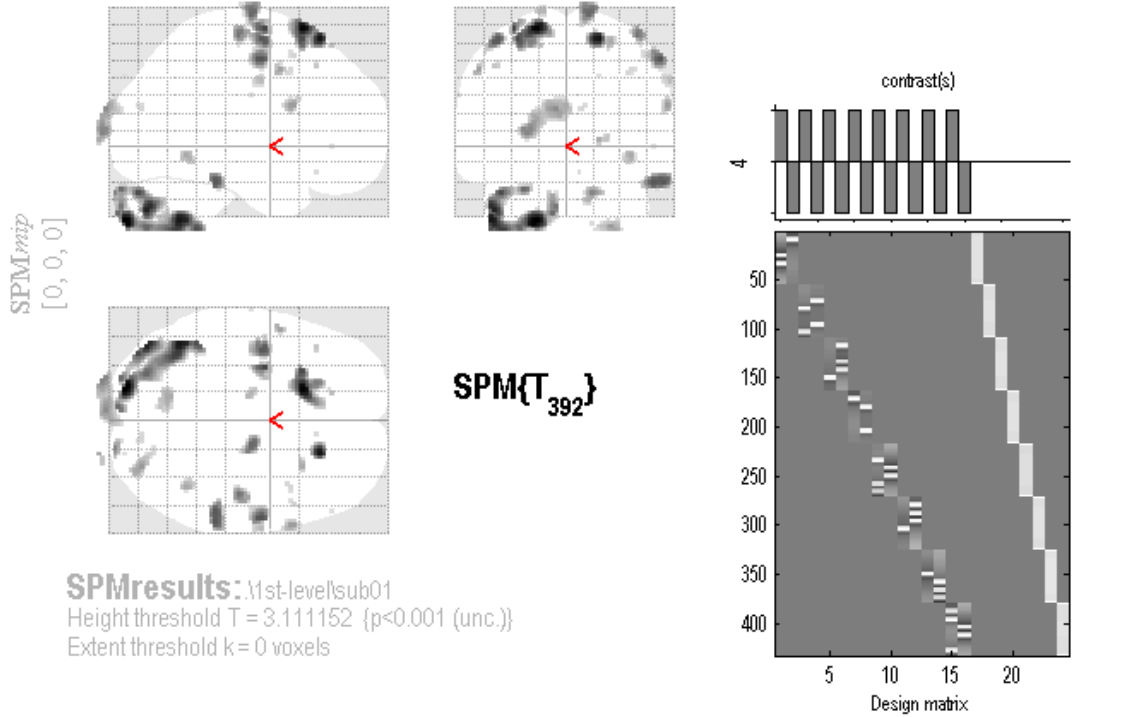 contrast(s)
4
SPMmip
[0, 0, 0]
<
<
<
SPM{T392}
50
100
150
200
250
300
350
400
5
10
15
20
Design matrix
SPMresults: .\1st-level\sub01
Height threshold T = 3.111152 {p<0.001 (unc.)}
Extent threshold k = 0 voxels